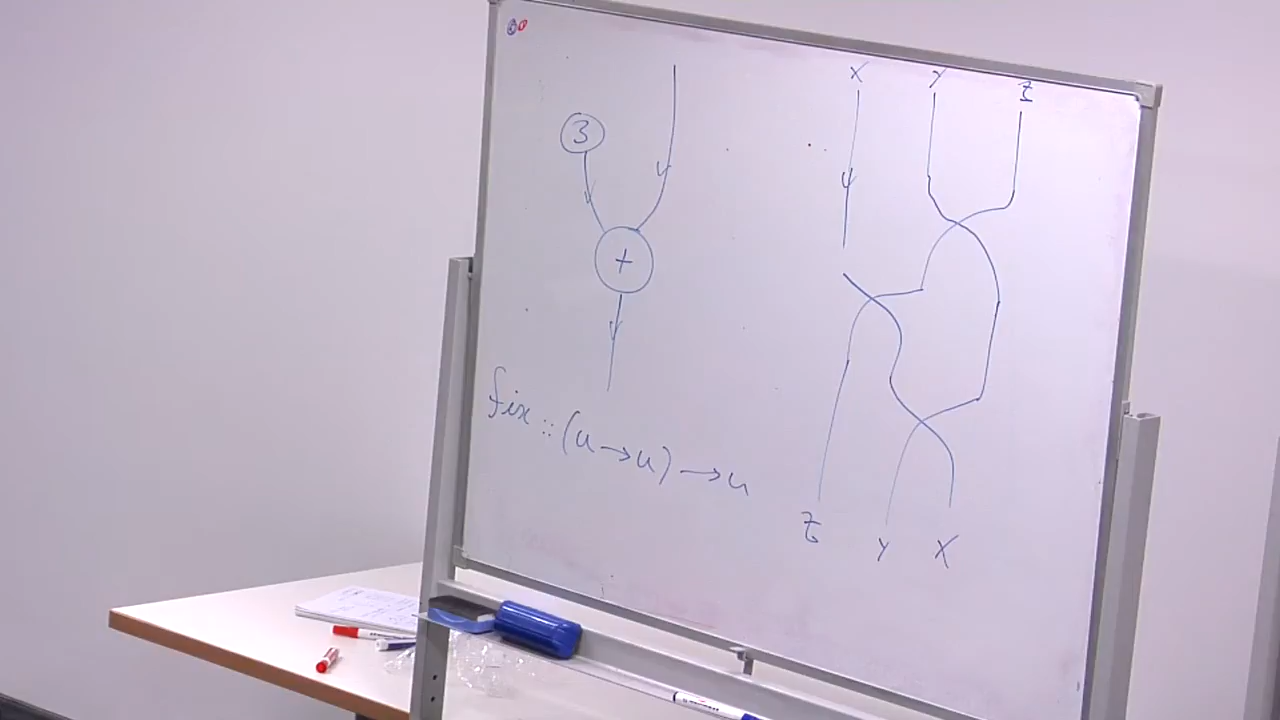 3
+
fix :: (u → u) → u
X Y Z
Z Y X